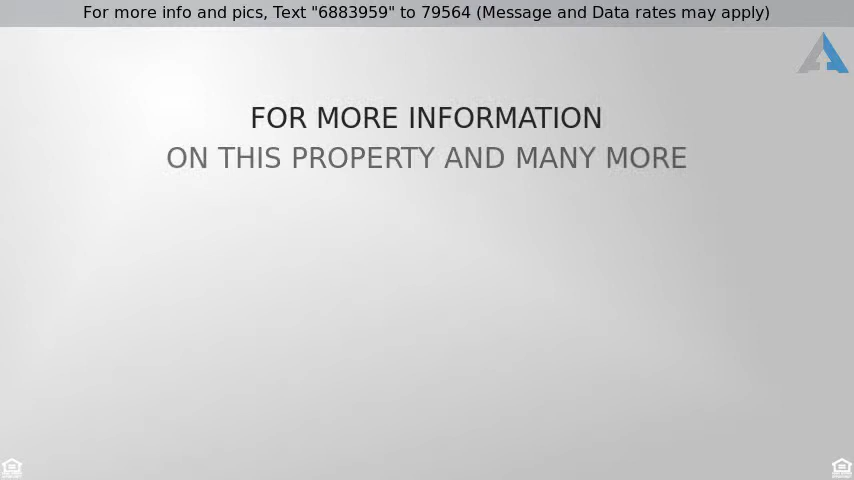 For more info and pics, Text "6883959" to 79564 (Message and Data rates may apply)
FOR MORE INFORMATION
ON THIS PROPERTY AND MANY MORE